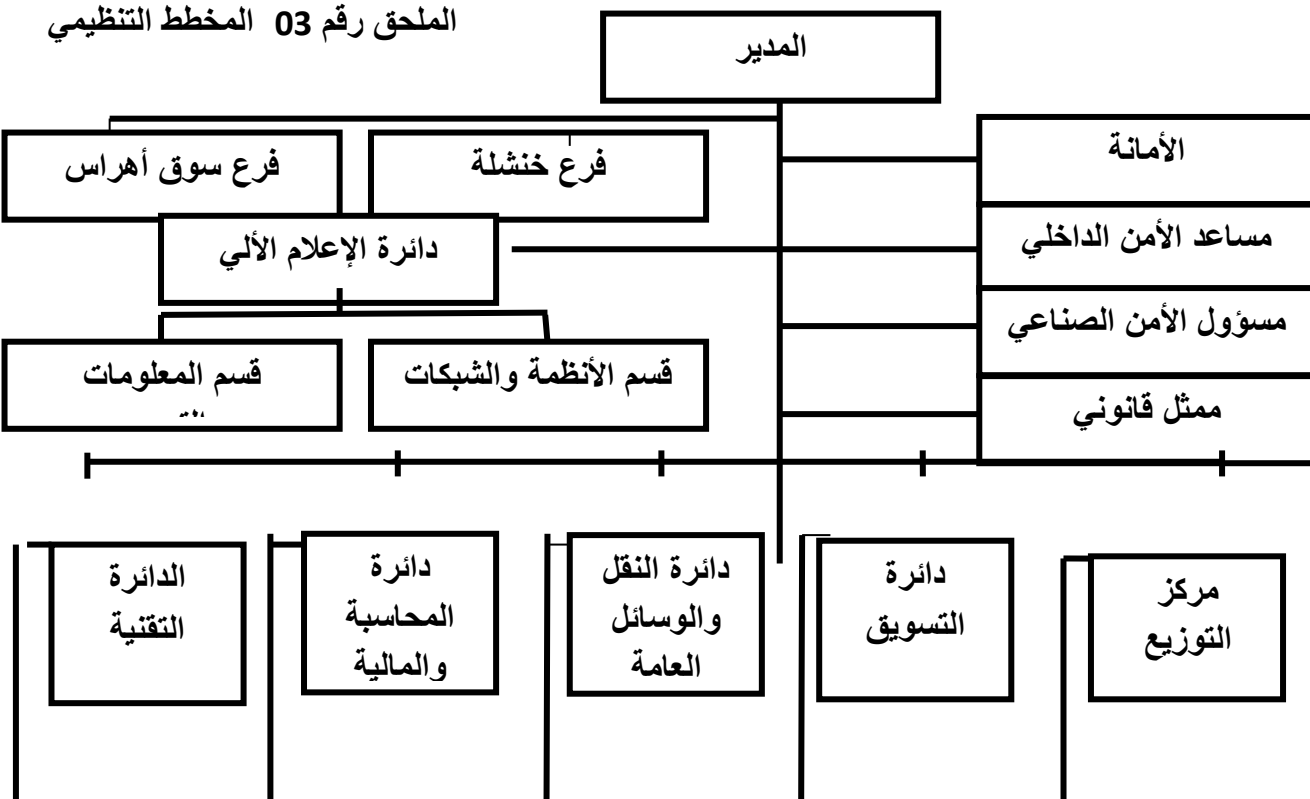 الملحق رقم 03 المخطط التنظيمي
المدير
الأمانة
فرع خنشلة
فرع سوق أهراس
مساعد الأمن الداخلي
دائرة الإعلام الألي
مسؤول الأمن الصناعي
قسم الأنظمة والشبكات
قسم المعلومات
ممثل قانوني
مركز
التوزيع
دائرة
التسويق
دائرة النقل
والوسائل
العامة
دائرة
المحاسبة
والمالية
الدائرة
التقنية